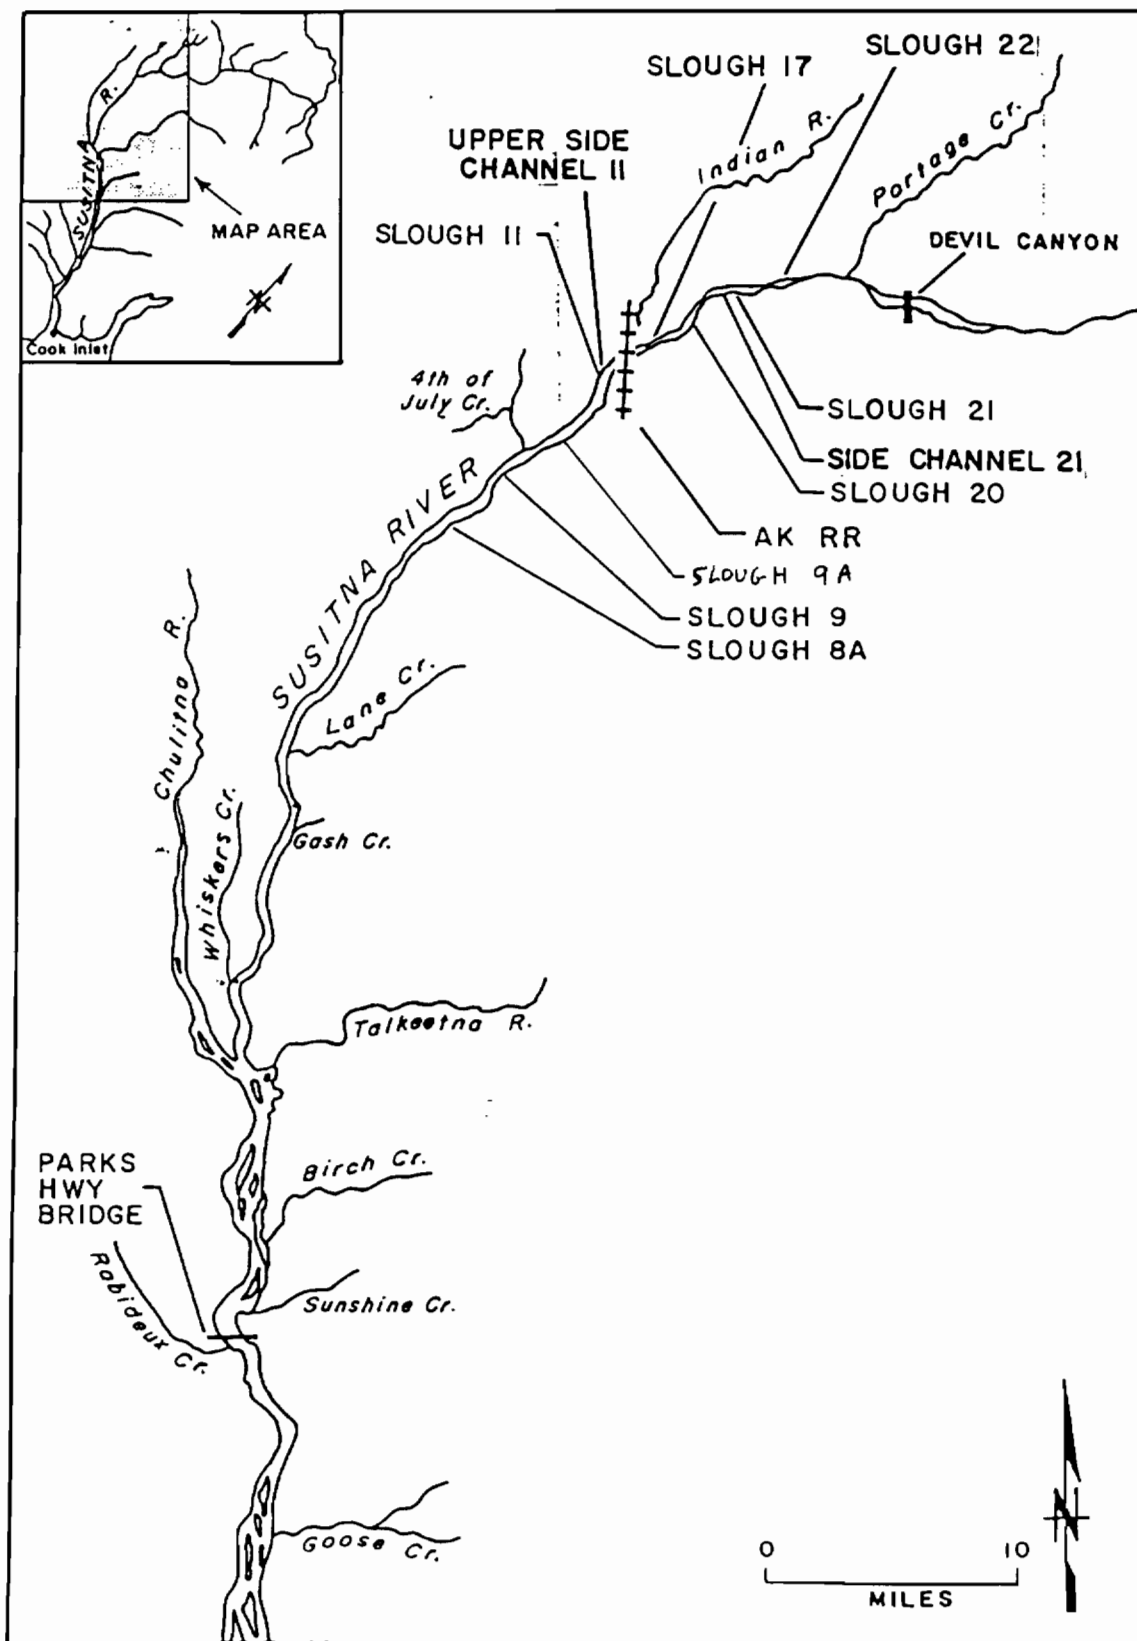 SUSITNA
R.
MAP AREA
Cook Inlet
SLOUGH 17
SLOUGH 22
UPPER SIDE
CHANNEL 11
Indian R.
Portage Cr.
SLOUGH 11
DEVIL CANYON
4th of
July Cr.
SLOUGH 21
SIDE CHANNEL 21
SLOUGH 20
AK RR
SLOUGH 9A
SLOUGH 9
SLOUGH 8A
SUSITNA RIVER
Chulitna R.
Lane Cr.
Whiskers Cr.
Gash Cr.
Talkeetna R.
PARKS
HWY
BRIDGE
Birch Cr.
Rabideux Cr.
Sunshine Cr.
Goose Cr.
N
0 10
MILES